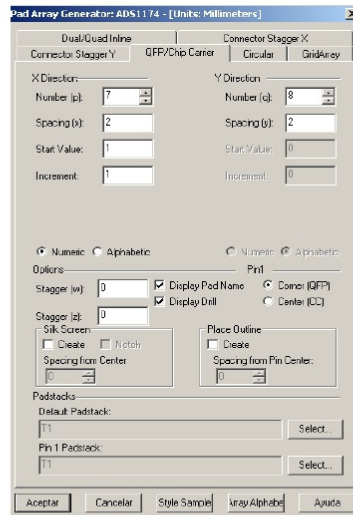 Pad Array Generator: ADS1174 - [Units: Millimeters]
Dual/Quad Inline Connector Stagger X
Connector Stagger Y QFP/Chip Carrier Circular GridArray
X Direction Y Direction
Number (p): 7 Number (q): 8
Spacing (x): 2 Spacing (y): 2
Start Value: 1 Start Value: 0
Increment: 1 Increment: 0
Numeric Alphabetic Numeric Alphabetic
Options Pin1
Stagger (w): 0 Display Pad Name Corner (QFP)
Display Drill Center (CC)
Stagger (z): 0
Silk Screen Place Outline
Create Notch Create
Spacing from Center Spacing from Pin Center:
0 0
Padstacks
Default Padstack:
T1 Select...
Pin 1 Padstack:
T1 Select...
Aceptar Cancelar Style Sample Array Alphabet Ayuda